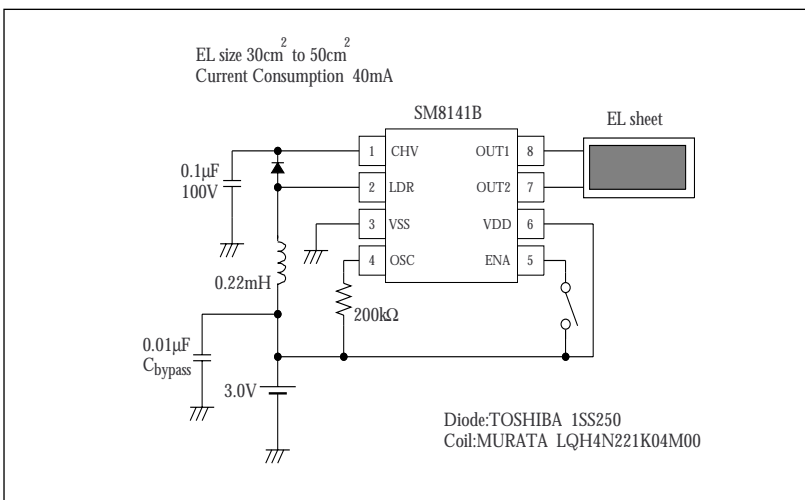 EL size 30cm² to 50cm²
Current Consumption 40mA
SM8141B
EL sheet
1 CHV OUT1 8
0.1µF
100V
2 LDR OUT2 7
3 VSS VDD 6
4 OSC ENA 5
0.22mH
200kΩ
0.01µF
Cbypass
3.0V
Diode:TOSHIBA 1SS250
Coil:MURATA LQH4N221K04M00